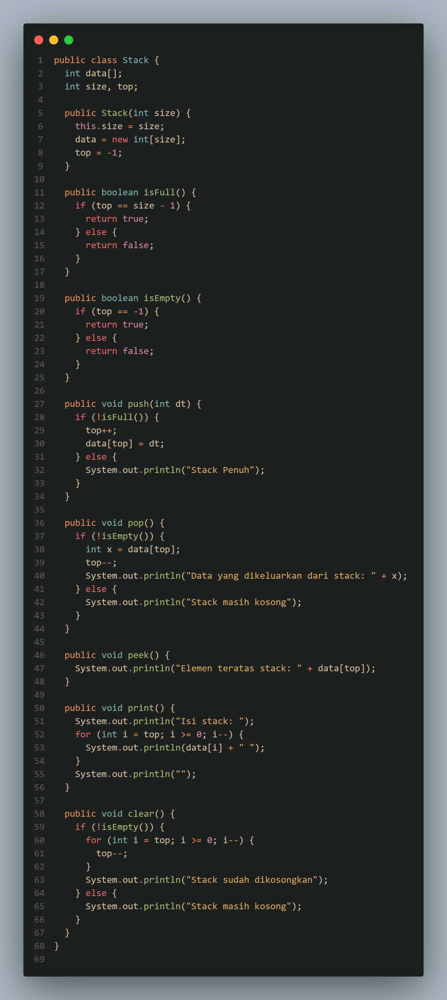 1 public class Stack {
2   int data[];
3   int size, top;
4
5   public Stack(int size) {
6     this.size = size;
7     data = new int[size];
8     top = -1;
9   }
10
11   public boolean isFull() {
12     if (top == size - 1) {
13       return true;
14     } else {
15       return false;
16     }
17   }
18
19   public boolean isEmpty() {
20     if (top == -1) {
21       return true;
22     } else {
23       return false;
24     }
25   }
26
27   public void push(int dt) {
28     if (!isFull()) {
29       top++;
30       data[top] = dt;
31     } else {
32       System.out.println("Stack Penuh");
33     }
34   }
35
36   public void pop() {
37     if (!isEmpty()) {
38       int x = data[top];
39       top--;
40       System.out.println("Data yang dikeluarkan dari stack: " + x);
41     } else {
42       System.out.println("Stack masih kosong");
43     }
44   }
45
46   public void peek() {
47     System.out.println("Elemen teratas stack: " + data[top]);
48   }
49
50   public void print() {
51     System.out.println("Isi stack: ");
52     for (int i = top; i >= 0; i--) {
53       System.out.println(data[i] + " ");
54     }
55     System.out.println("");
56   }
57
58   public void clear() {
59     if (!isEmpty()) {
60       for (int i = top; i >= 0; i--) {
61         top--;
62       }
63       System.out.println("Stack sudah dikosongkan");
64     } else {
65       System.out.println("Stack masih kosong");
66     }
67   }
68 }
69